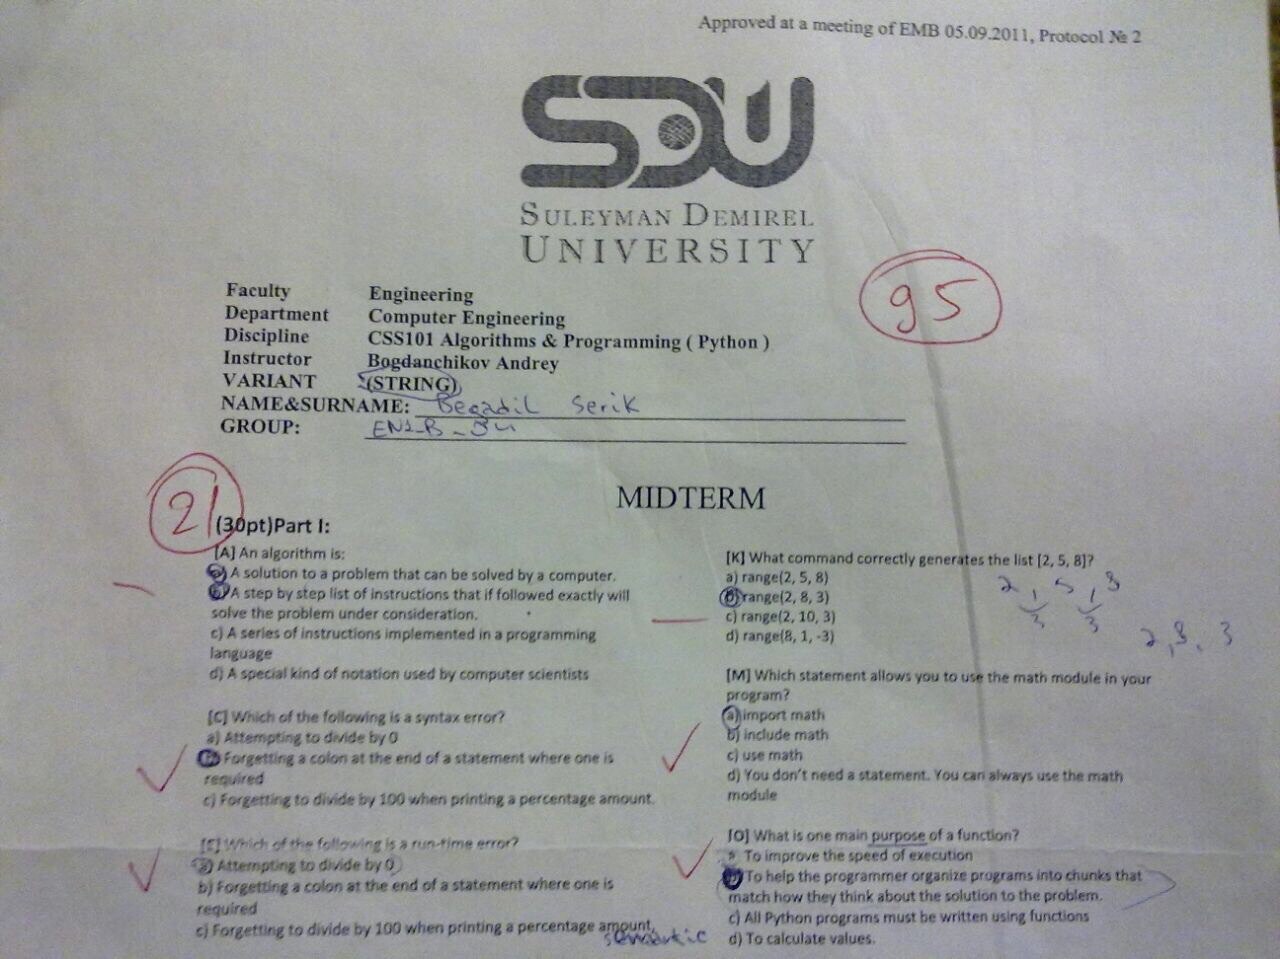 Approved at a meeting of EMB 05.09.2011, Protocol № 2
SDU
SULEYMAN DEMIREL
UNIVERSITY
Faculty Engineering
Department Computer Engineering
Discipline CSS101 Algorithms & Programming ( Python )
Instructor Bogdanchikov Andrey
VARIANT (STRING)
NAME&SURNAME: Begadil Serik
GROUP:
95
MIDTERM
21
(30pt)Part I:
[A] An algorithm is:
a) A solution to a problem that can be solved by a computer.
b) A step by step list of instructions that if followed exactly will
solve the problem under consideration.
c) A series of instructions implemented in a programming
language
d) A special kind of notation used by computer scientists
[C] Which of the following is a syntax error?
a) Attempting to divide by 0
b) Forgetting a colon at the end of a statement where one is
required
c) Forgetting to divide by 100 when printing a percentage amount.
[E] Which of the following is a run-time error?
a) Attempting to divide by 0
b) Forgetting a colon at the end of a statement where one is
required
c) Forgetting to divide by 100 when printing a percentage amount.
semantic
[K] What command correctly generates the list [2, 5, 8]?
a) range(2, 5, 8)
b) range(2, 8, 3)
c) range(2, 10, 3)
d) range(8, 1, -3)
2 5 8
3 3
2, 8, 3
[M] Which statement allows you to use the math module in your
program?
a) import math
b) include math
c) use math
d) You don't need a statement. You can always use the math
module
[O] What is one main purpose of a function?
To improve the speed of execution
b) To help the programmer organize programs into chunks that
match how they think about the solution to the problem.
c) All Python programs must be written using functions
d) To calculate values.